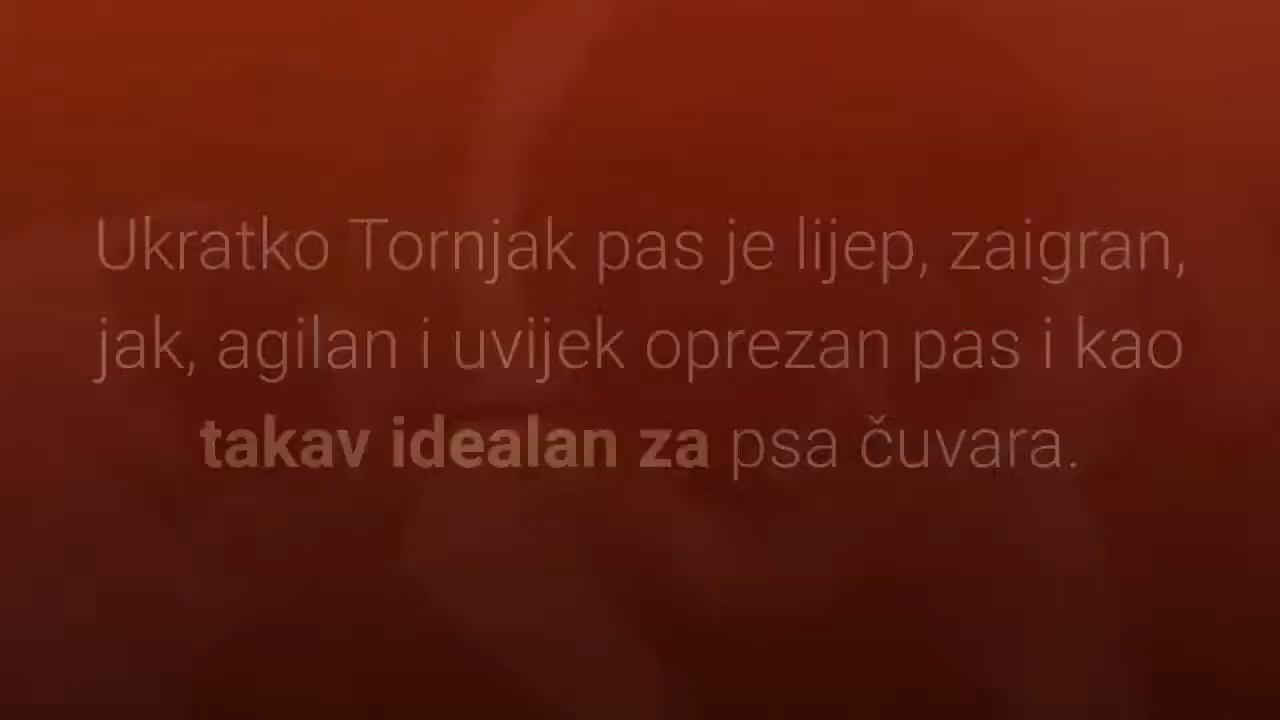 Ukratko Tornjak pas je lijep, zaigran,
jak, agilan i uvijek oprezan pas i kao
takav idealan za psa čuvara.